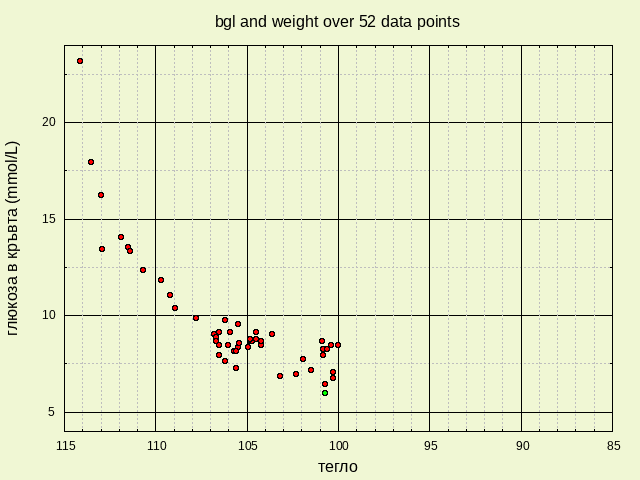 bgl and weight over 52 data points
глюкоза в кръвта (mmol/L)
20
15
10
5
115 110 105 100 95 90 85
тегло